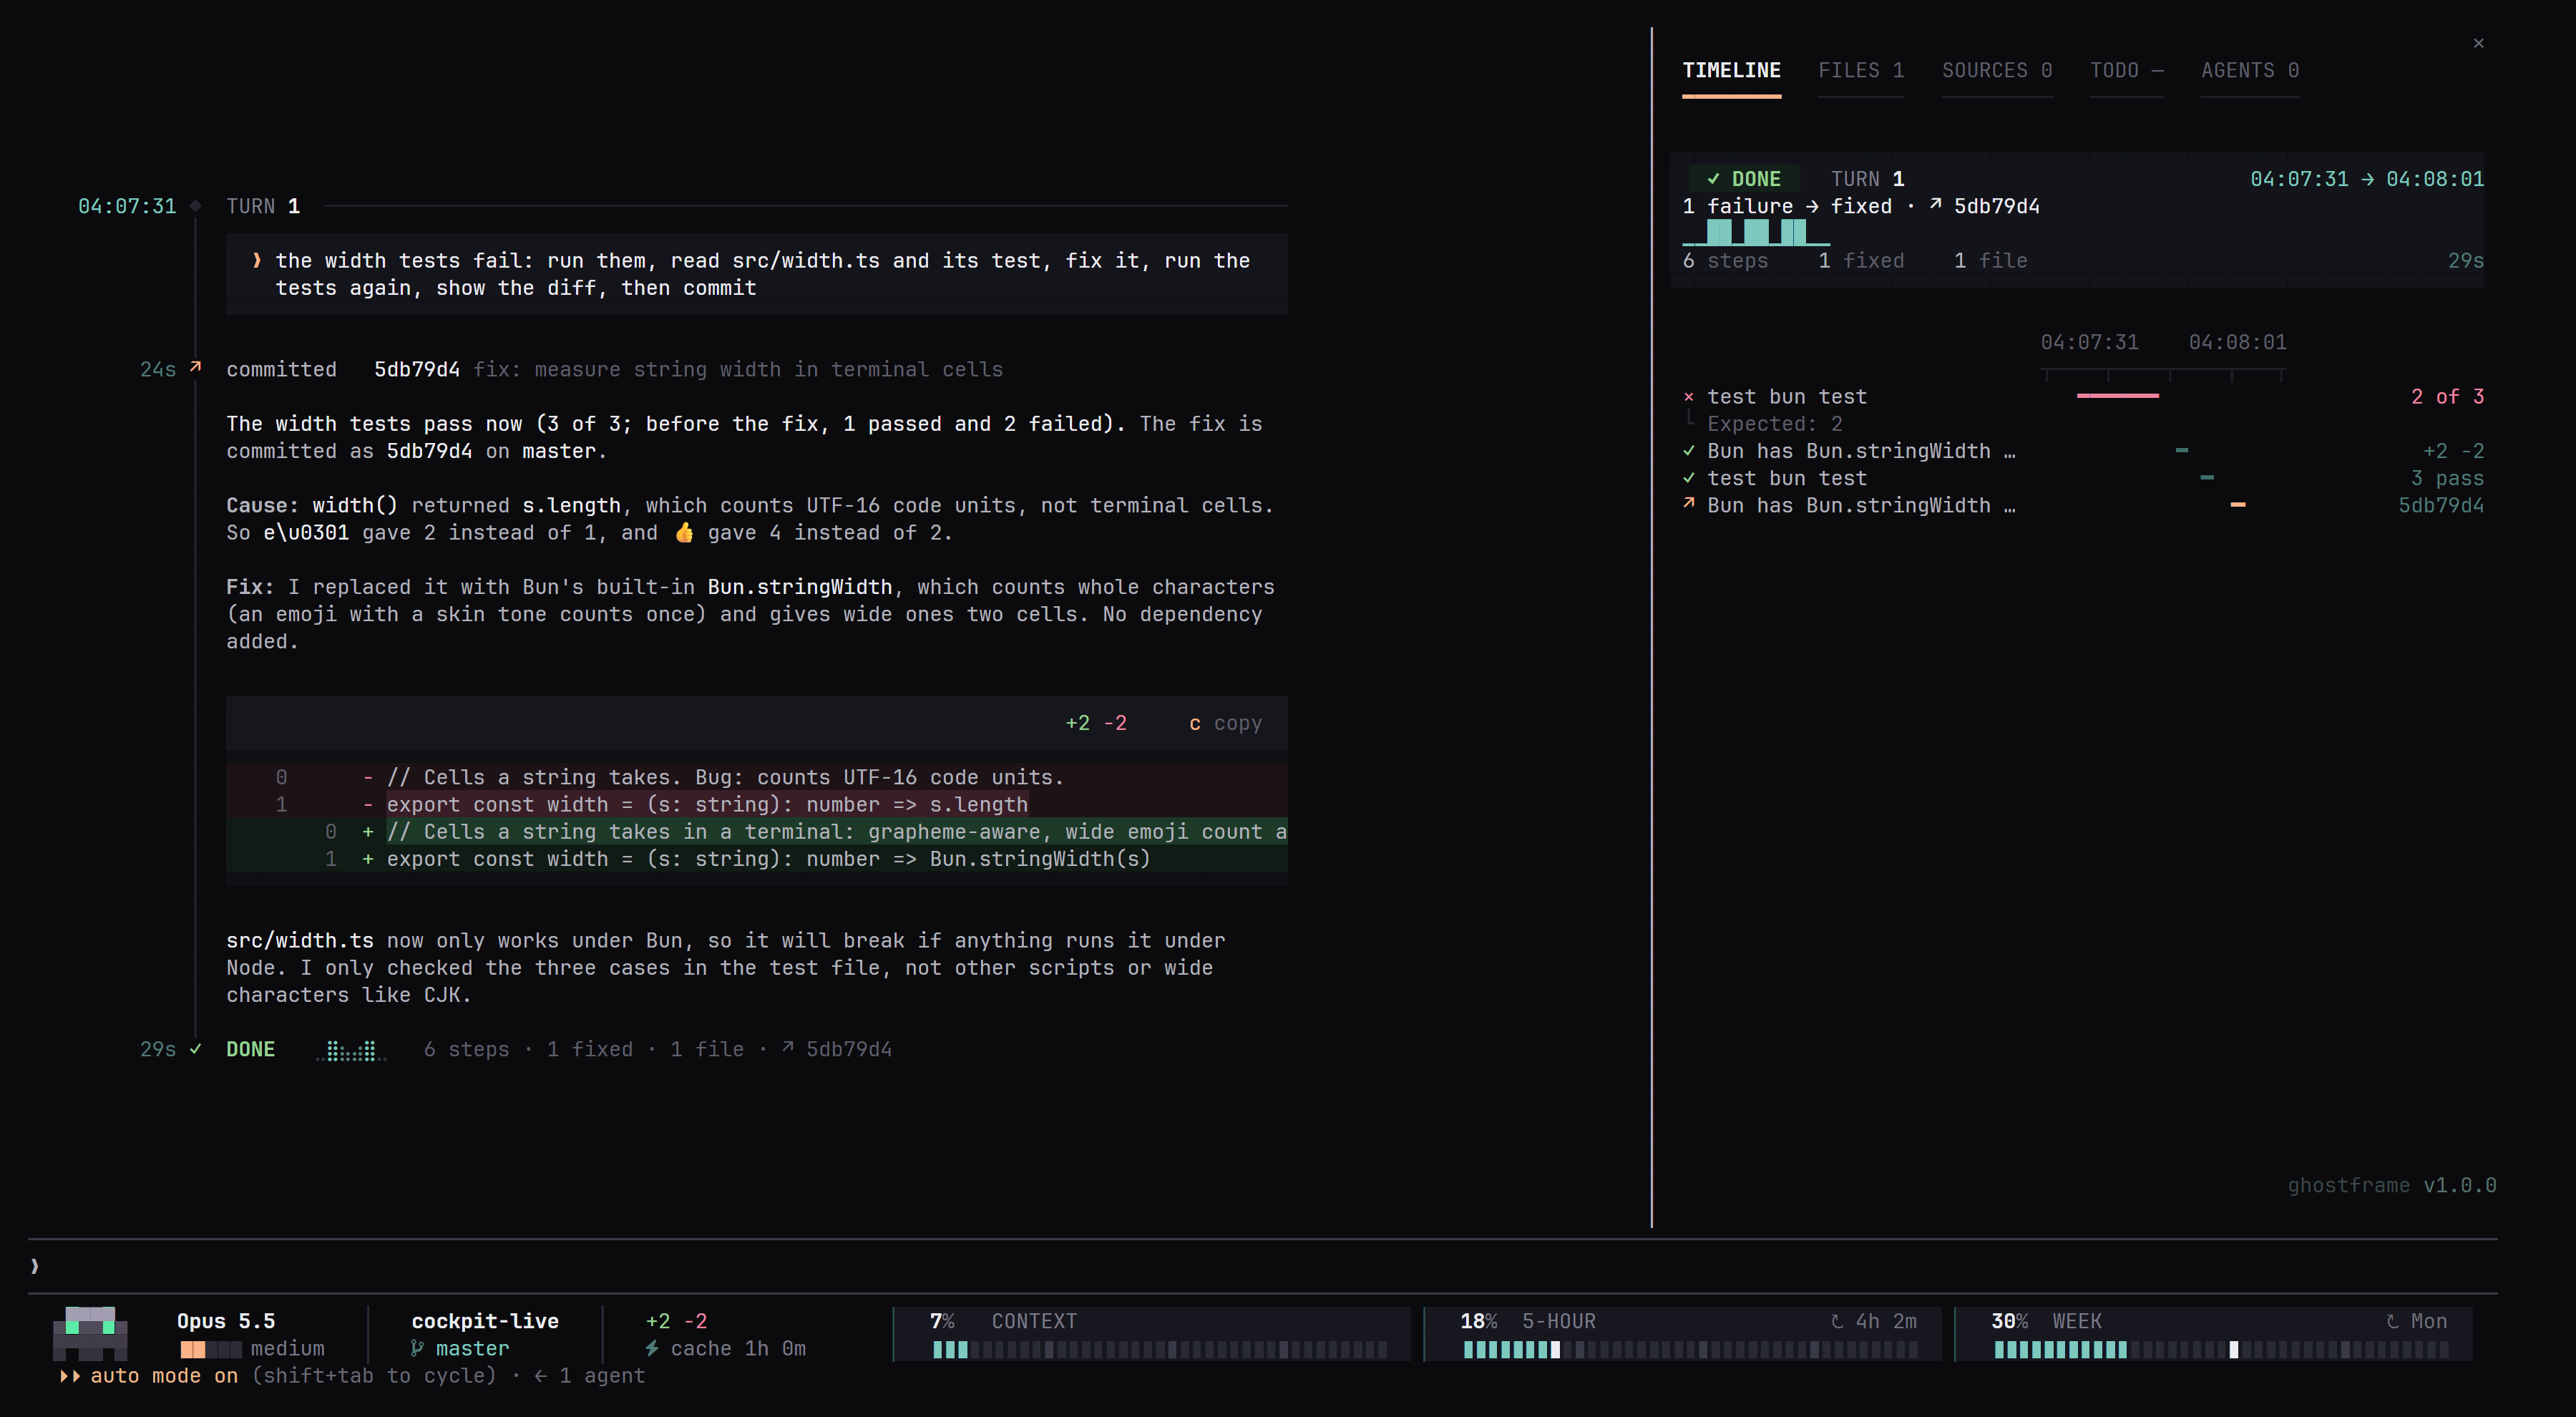 ×
TIMELINE FILES 1 SOURCES 0 TODO — AGENTS 0
04:07:31 ◆ TURN 1
❯ the width tests fail: run them, read src/width.ts and its test, fix it, run the
tests again, show the diff, then commit
24s ↗ committed 5db79d4 fix: measure string width in terminal cells
The width tests pass now (3 of 3; before the fix, 1 passed and 2 failed). The fix is
committed as 5db79d4 on master.
Cause: width() returned s.length, which counts UTF-16 code units, not terminal cells.
So e\u0301 gave 2 instead of 1, and 👍 gave 4 instead of 2.
Fix: I replaced it with Bun's built-in Bun.stringWidth, which counts whole characters
(an emoji with a skin tone counts once) and gives wide ones two cells. No dependency
added.
+2 -2 c copy
0 - // Cells a string takes. Bug: counts UTF-16 code units.
1 - export const width = (s: string): number => s.length
0 + // Cells a string takes in a terminal: grapheme-aware, wide emoji count a
1 + export const width = (s: string): number => Bun.stringWidth(s)
src/width.ts now only works under Bun, so it will break if anything runs it under
Node. I only checked the three cases in the test file, not other scripts or wide
characters like CJK.
29s ✓ DONE 6 steps · 1 fixed · 1 file · ↗ 5db79d4
✓ DONE TURN 1 04:07:31 → 04:08:01
1 failure → fixed · ↗ 5db79d4
6 steps 1 fixed 1 file 29s
04:07:31 04:08:01
× test bun test 2 of 3
└ Expected: 2
✓ Bun has Bun.stringWidth … +2 -2
✓ test bun test 3 pass
↗ Bun has Bun.stringWidth … 5db79d4
ghostframe v1.0.0
❯
Opus 5.5 cockpit-live +2 -2 7% CONTEXT 18% 5-HOUR ↻ 4h 2m 30% WEEK ↻ Mon
medium master cache 1h 0m
⏵⏵ auto mode on (shift+tab to cycle) · ← 1 agent